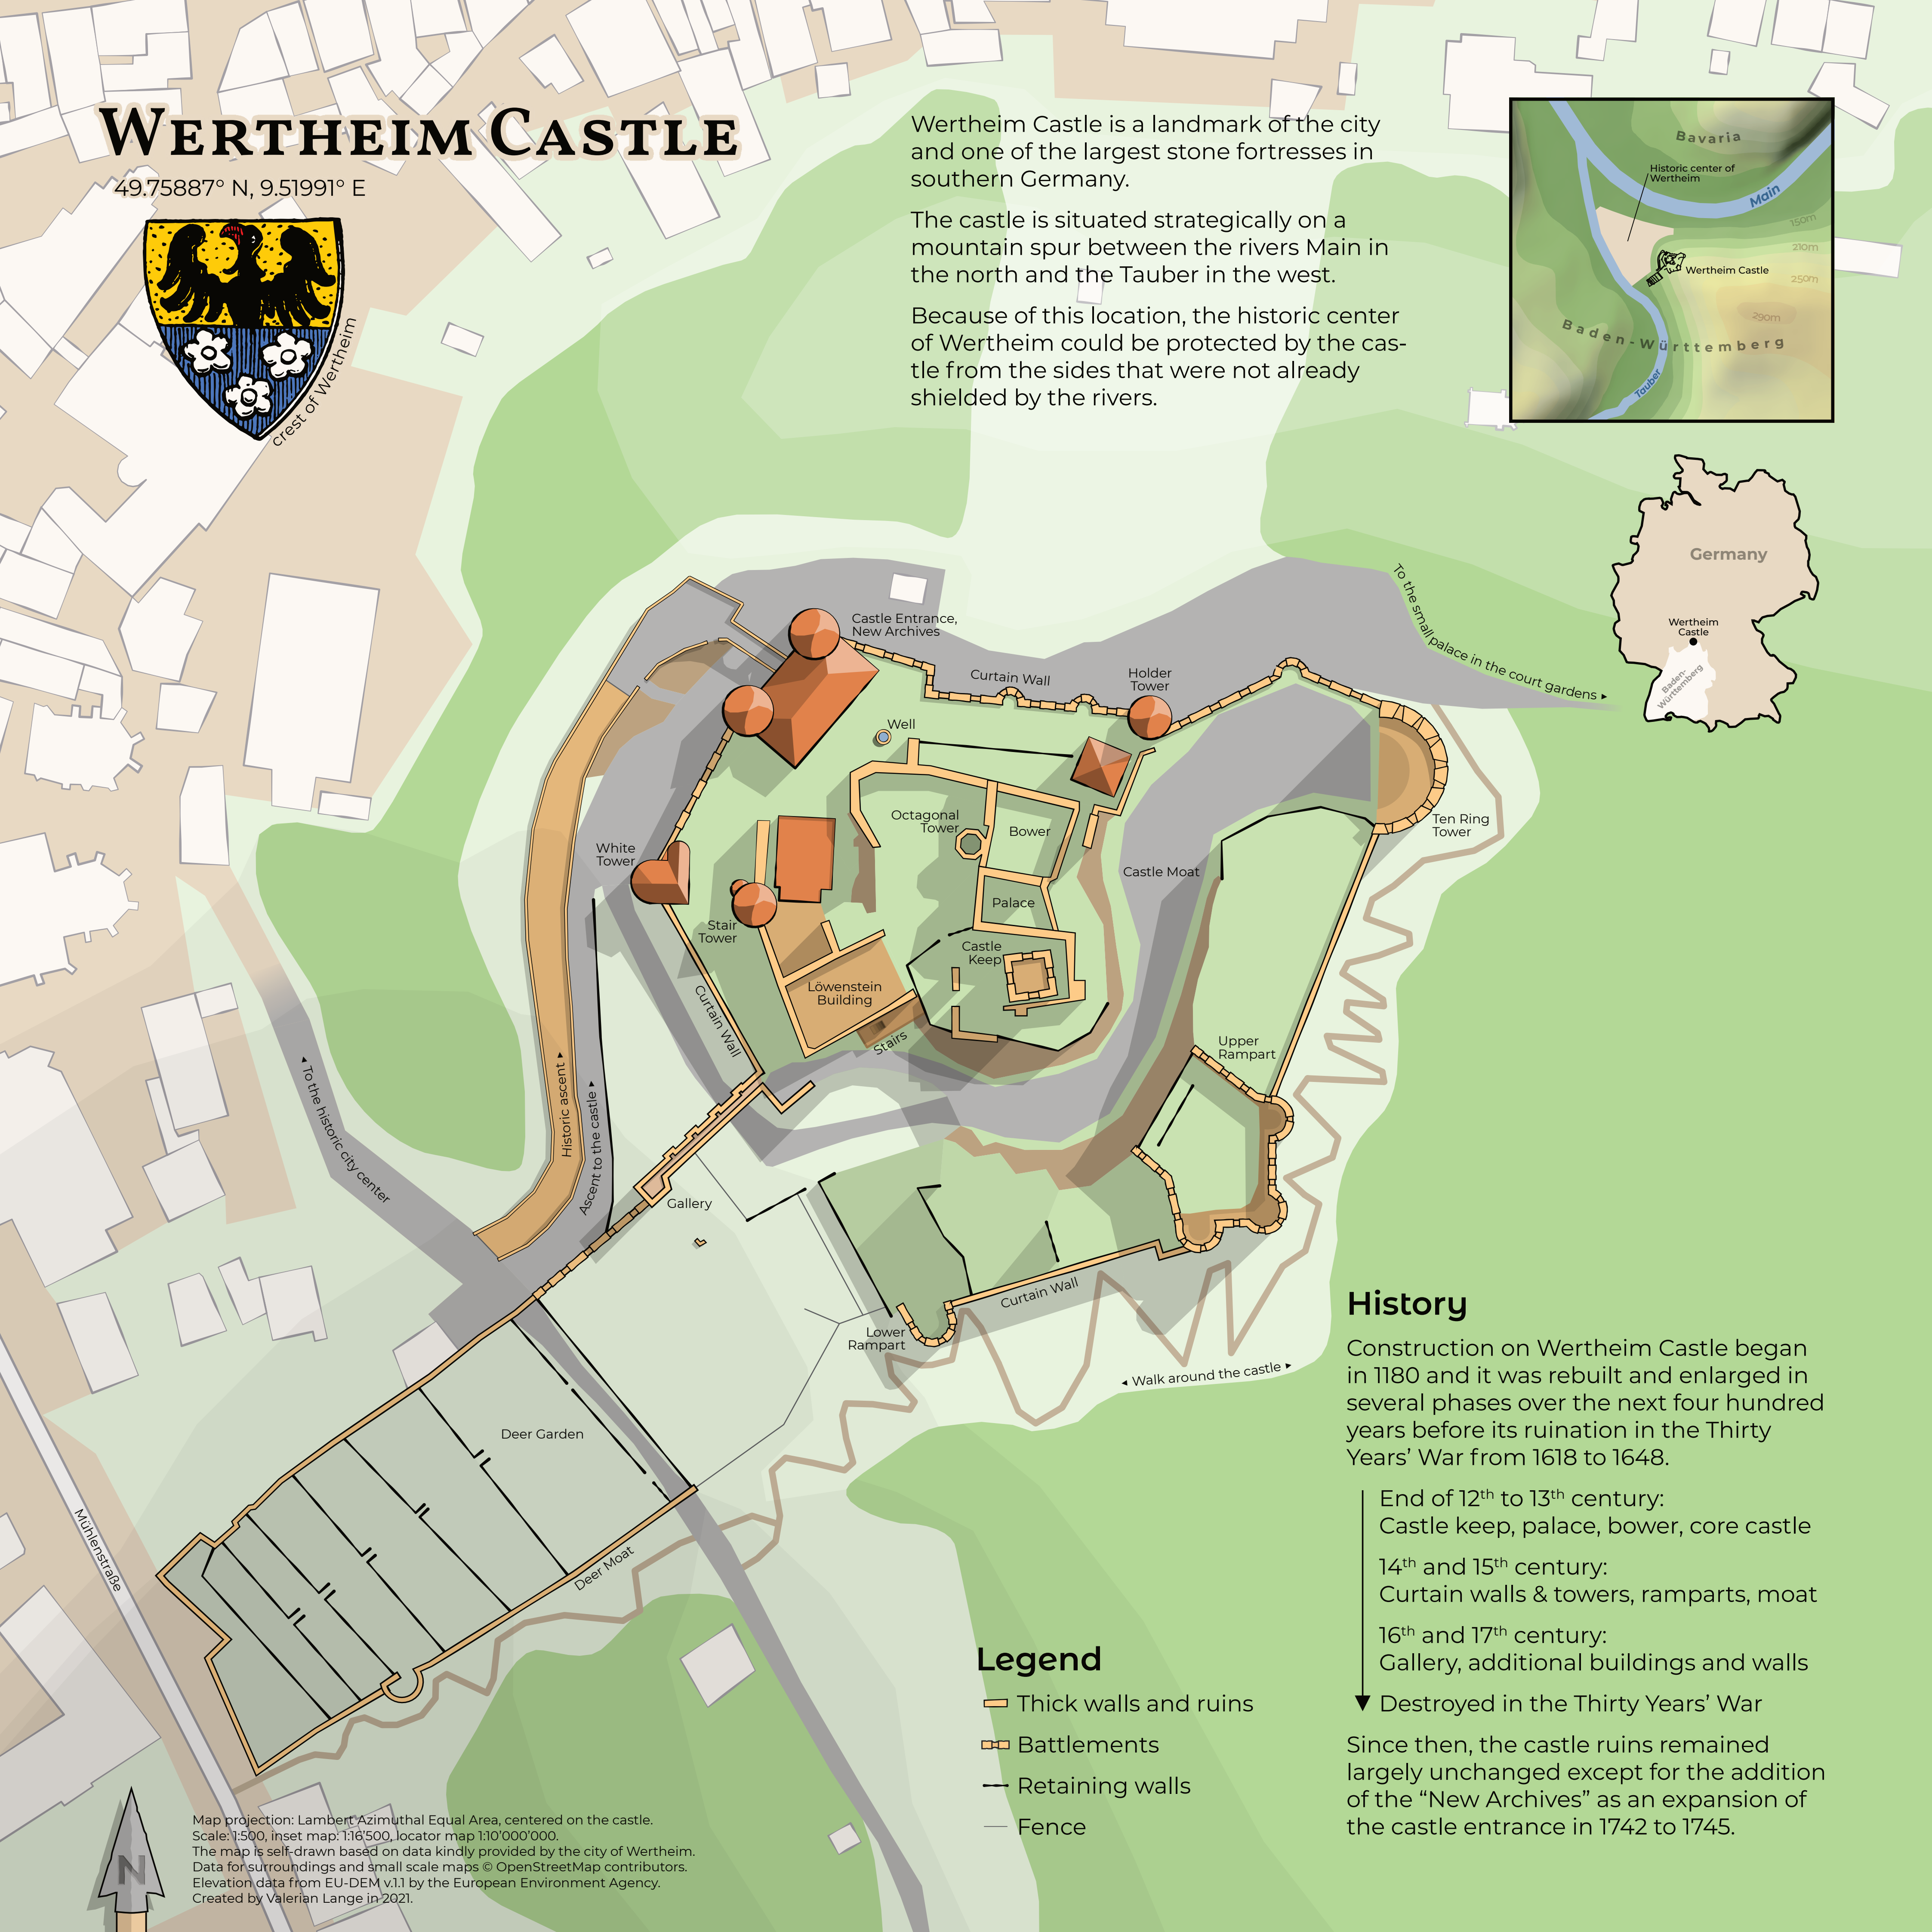 WERTHEIM CASTLE
49.75887° N, 9.51991° E
crest of Wertheim
Wertheim Castle is a landmark of the city
and one of the largest stone fortresses in
southern Germany.
The castle is situated strategically on a
mountain spur between the rivers Main in
the north and the Tauber in the west.
Because of this location, the historic center
of Wertheim could be protected by the cas-
tle from the sides that were not already
shielded by the rivers.
Bavaria
Historic center of
Wertheim
Main
150m
210m
Wertheim Castle
250m
290m
Baden-Württemberg
Tauber
Germany
Wertheim
Castle
Baden-
Württemberg
To the small palace in the court gardens ▸
Castle Entrance,
New Archives
Curtain Wall
Holder
Tower
Well
Octagonal
Tower
Bower
Ten Ring
Tower
White
Tower
Castle Moat
Palace
Stair
Tower
Castle
Keep
Löwenstein
Building
Curtain Wall
Stairs
Upper
Rampart
◂ To the historic city center
Historic ascent ▸
Ascent to the castle ▸
Gallery
Curtain Wall
Lower
Rampart
◂ Walk around the castle ▸
Deer Garden
Deer Moat
Mühlenstraße
History
Construction on Wertheim Castle began
in 1180 and it was rebuilt and enlarged in
several phases over the next four hundred
years before its ruination in the Thirty
Years’ War from 1618 to 1648.
End of 12th to 13th century:
Castle keep, palace, bower, core castle
14th and 15th century:
Curtain walls & towers, ramparts, moat
16th and 17th century:
Gallery, additional buildings and walls
Destroyed in the Thirty Years’ War
Since then, the castle ruins remained
largely unchanged except for the addition
of the “New Archives” as an expansion of
the castle entrance in 1742 to 1745.
Legend
Thick walls and ruins
Battlements
Retaining walls
Fence
N
Map projection: Lambert Azimuthal Equal Area, centered on the castle.
Scale: 1:500, inset map: 1:16’500, locator map 1:10’000’000.
The map is self-drawn based on data kindly provided by the city of Wertheim.
Data for surroundings and small scale maps © OpenStreetMap contributors.
Elevation data from EU-DEM v.1.1 by the European Environment Agency.
Created by Valerian Lange in 2021.